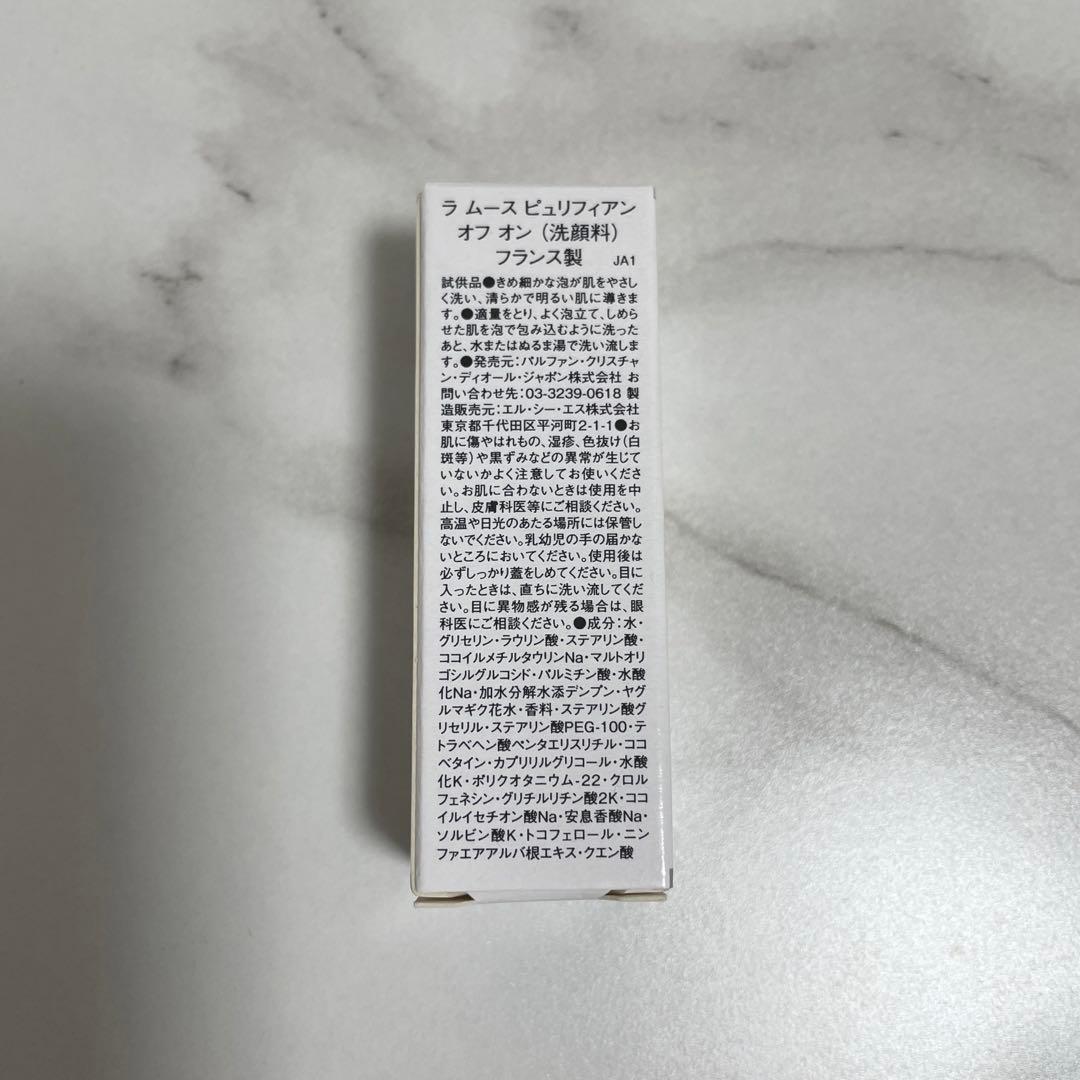 ラ ムース ピュリフィアン
オフ オン（洗顔料）
フランス製 JA1
試供品●きめ細かな泡が肌をやさし
く洗い、清らかで明るい肌に導きま
す。●適量をとり、よく泡立て、しめら
せた肌を泡で包み込むように洗った
あと、水またはぬるま湯で洗い流しま
す。●発売元：パルファン・クリスチャ
ン・ディオール・ジャポン株式会社 お
問い合わせ先：03-3239-0618 製
造販売元：エル・シー・エス株式会社
東京都千代田区平河町2-1-1●お
肌に傷やはれもの、湿疹、色抜け（白
斑等）や黒ずみなどの異常が生じて
いないかよく注意してお使いくださ
い。お肌に合わないときは使用を中
止し、皮膚科医等にご相談ください。
高温や日光のあたる場所には保管し
ないでください。乳幼児の手の届かな
いところにおいてください。使用後は
必ずしっかり蓋をしめてください。目に
入ったときは、直ちに洗い流してくだ
さい。目に異物感が残る場合は、眼
科医にご相談ください。●成分：水・
グリセリン・ラウリン酸・ステアリン酸・
ココイルメチルタウリンNa・マルトオリ
ゴシルグルコシド・パルミチン酸・水酸
化Na・加水分解水添デンプン・ヤグ
ルマギク花水・香料・ステアリン酸グ
リセリル・ステアリン酸PEG-100・テ
トラベヘン酸ペンタエリスリチル・ココ
ベタイン・カプリリルグリコール・水酸
化K・ポリクオタニウム-22・クロル
フェネシン・グリチルリチン酸2K・ココ
イルイセチオン酸Na・安息香酸Na・
ソルビン酸K・トコフェロール・ニン
ファエアアルバ根エキス・クエン酸